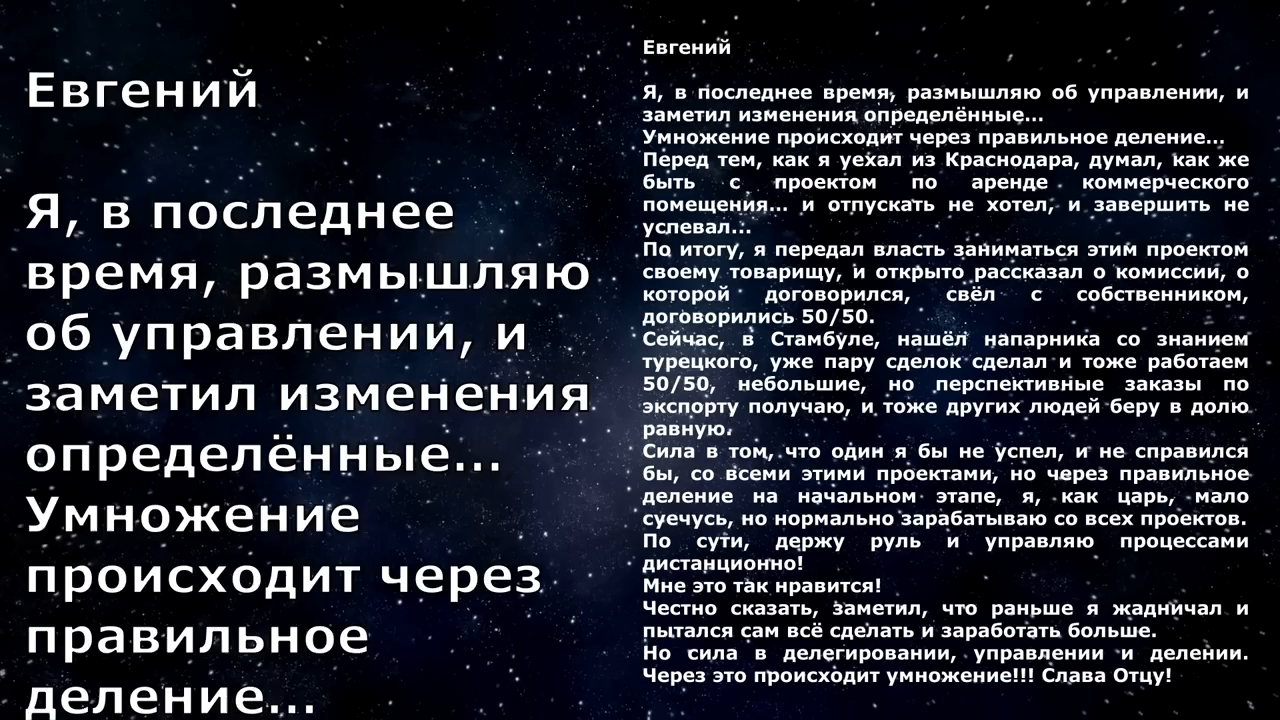 Евгений
Я, в последнее
время, размышляю
об управлении, и
заметил изменения
определённые...
Умножение
происходит через
правильное
деление...
Евгений
Я, в последнее время, размышляю об управлении, и
заметил изменения определённые...
Умножение происходит через правильное деление...
Перед тем, как я уехал из Краснодара, думал, как же
быть с проектом по аренде коммерческого
помещения... и отпускать не хотел, и завершить не
успевал...
По итогу, я передал власть заниматься этим проектом
своему товарищу, и открыто рассказал о комиссии, о
которой договорился, свёл с собственником,
договорились 50/50.
Сейчас, в Стамбуле, нашёл напарника со знанием
турецкого, уже пару сделок сделал и тоже работаем
50/50, небольшие, но перспективные заказы по
экспорту получаю, и тоже других людей беру в долю
равную.
Сила в том, что один я бы не успел, и не справился
бы, со всеми этими проектами, но через правильное
деление на начальном этапе, я, как царь, мало
суечусь, но нормально зарабатываю со всех проектов.
По сути, держу руль и управляю процессами
дистанционно!
Мне это так нравится!
Честно сказать, заметил, что раньше я жадничал и
пытался сам всё сделать и заработать больше.
Но сила в делегировании, управлении и делении.
Через это происходит умножение!!! Слава Отцу!